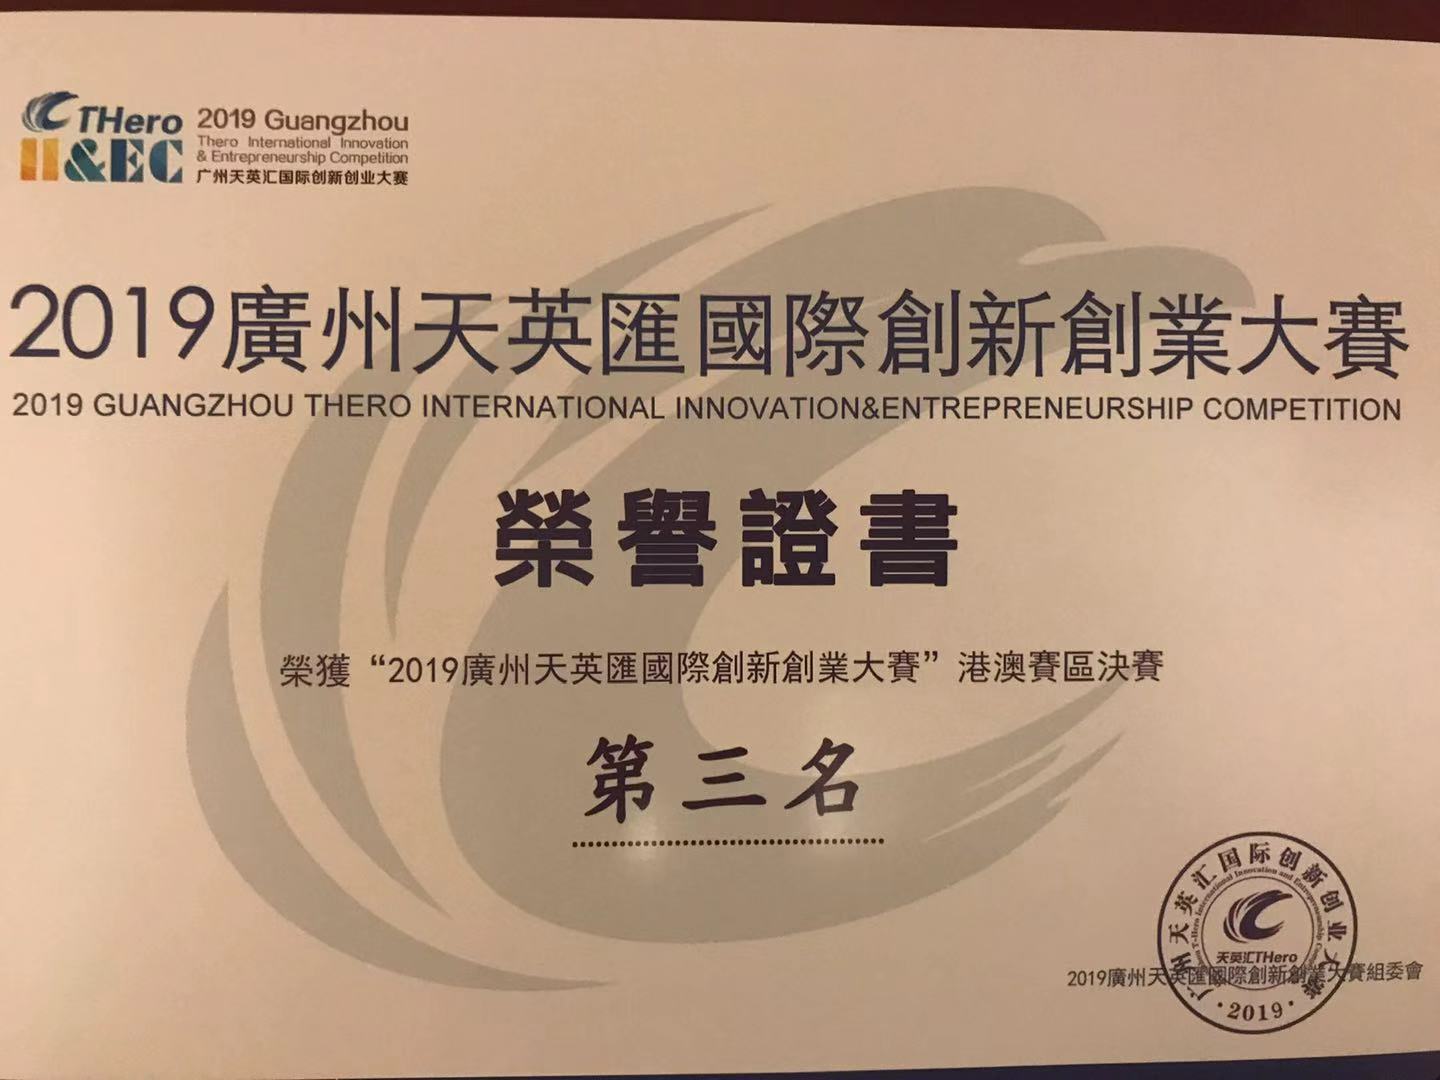 THero
II&EC
2019 Guangzhou
Thero International Innovation
& Entrepreneurship Competition
广州天英汇国际创新创业大赛
2019廣州天英匯國際創新創業大賽
2019 GUANGZHOU THERO INTERNATIONAL INNOVATION&ENTREPRENEURSHIP COMPETITION
榮譽證書
榮獲“2019廣州天英匯國際創新創業大賽”港澳賽區決賽
第三名
广州天英汇国际创新创业大赛
天英汇THero
2019廣州天英匯國際創新創業大賽組委會
·2019·